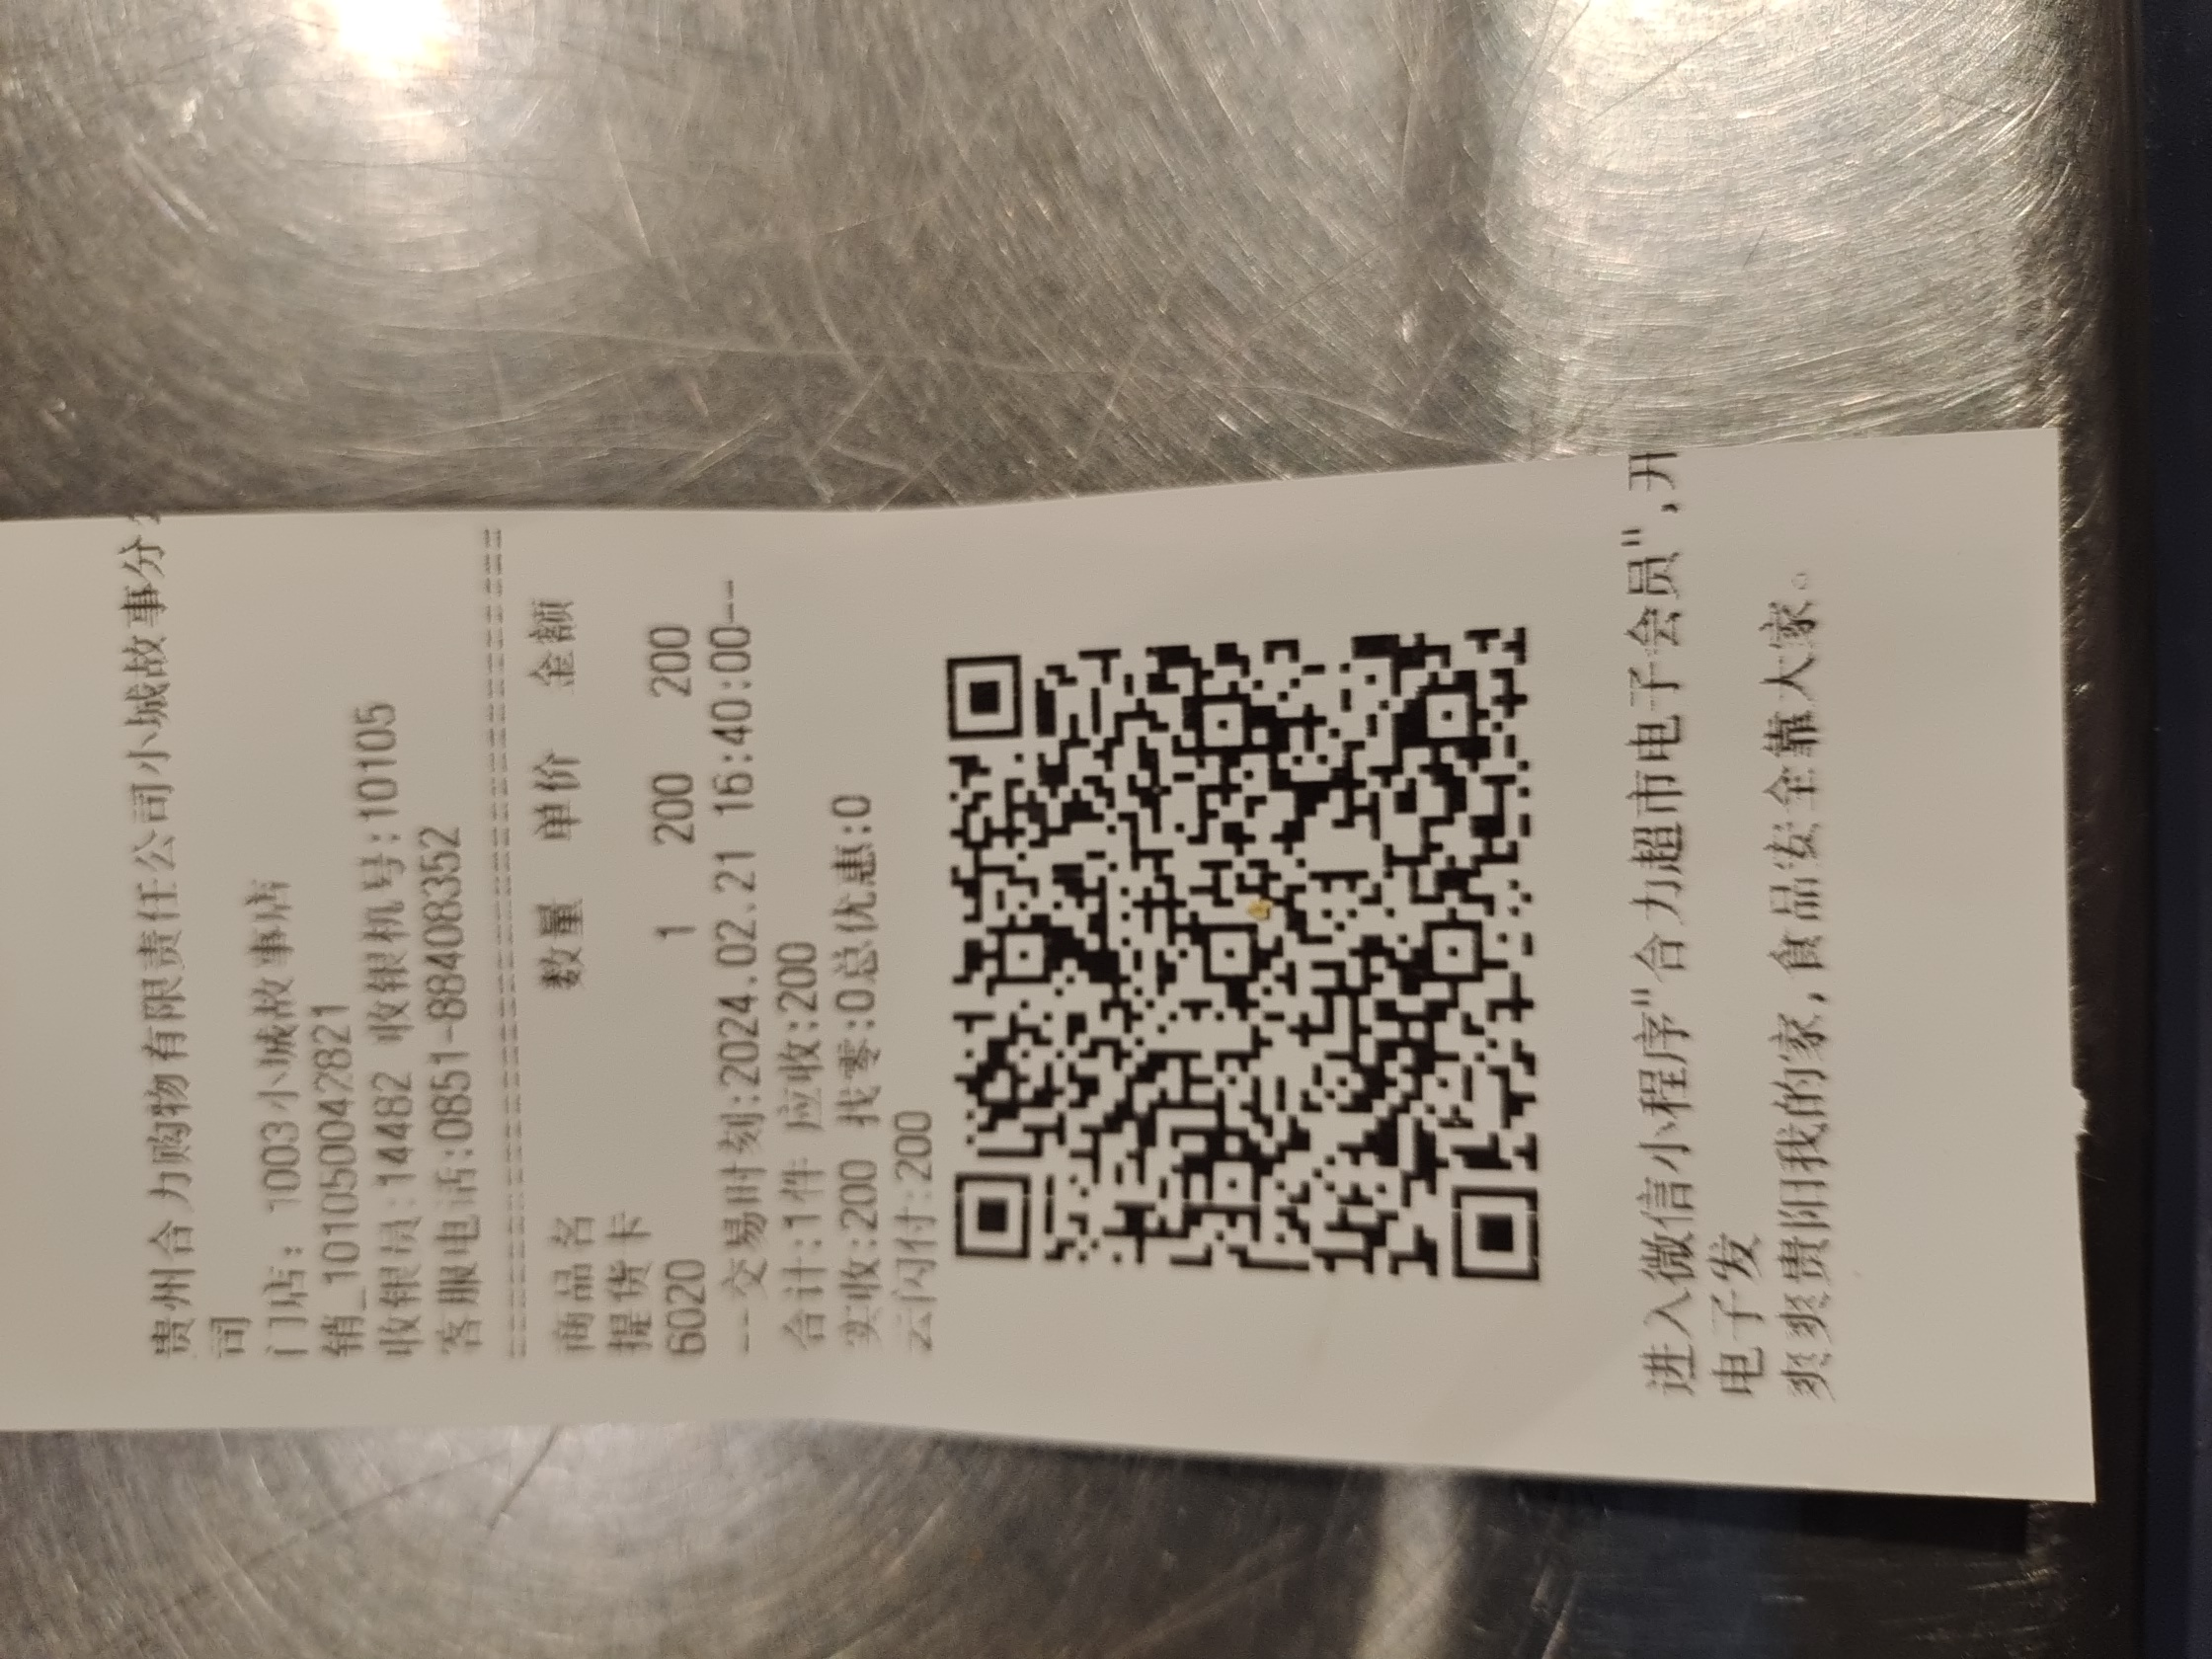 贵州合力购物有限责任公司小城故事分
司
门店: 1003小城故事店
销_101050042821
收银员:14482 收银机号:10105
客服电话:0851-88408352
商品名 数量 单价 金额
提货卡
6020 1 200 200
--交易时刻:2024.02.21 16:40:00--
合计:1件 应收:200
实收:200 找零:0总优惠:0
云闪付:200
进入微信小程序"合力超市电子会员",开
电子发
爽爽贵阳我的家,食品安全靠大家。